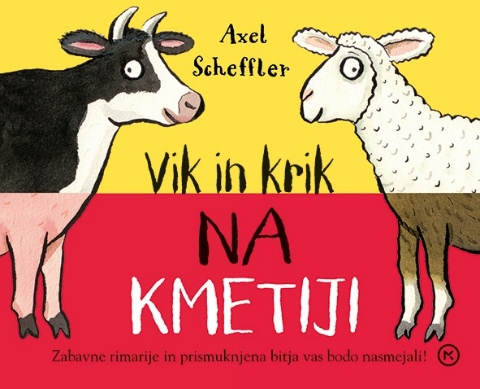 Axel
Scheffler
Vik in krik
NA
KMETIJI
Zabavne rimarije in prismuknjena bitja vas bodo nasmejali!
M